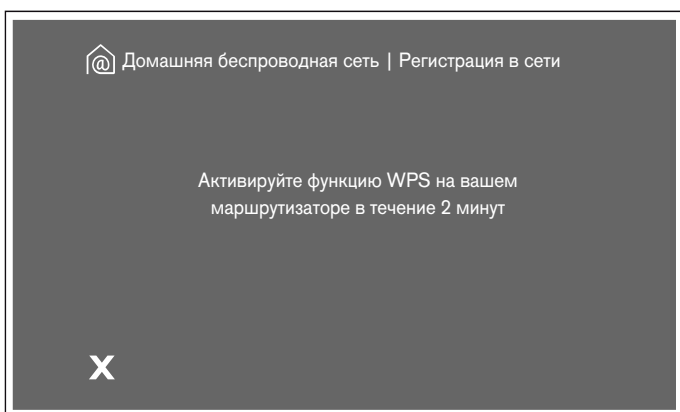 Домашняя беспроводная сеть | Регистрация в сети
Активируйте функцию WPS на вашем
маршрутизаторе в течение 2 минут
X